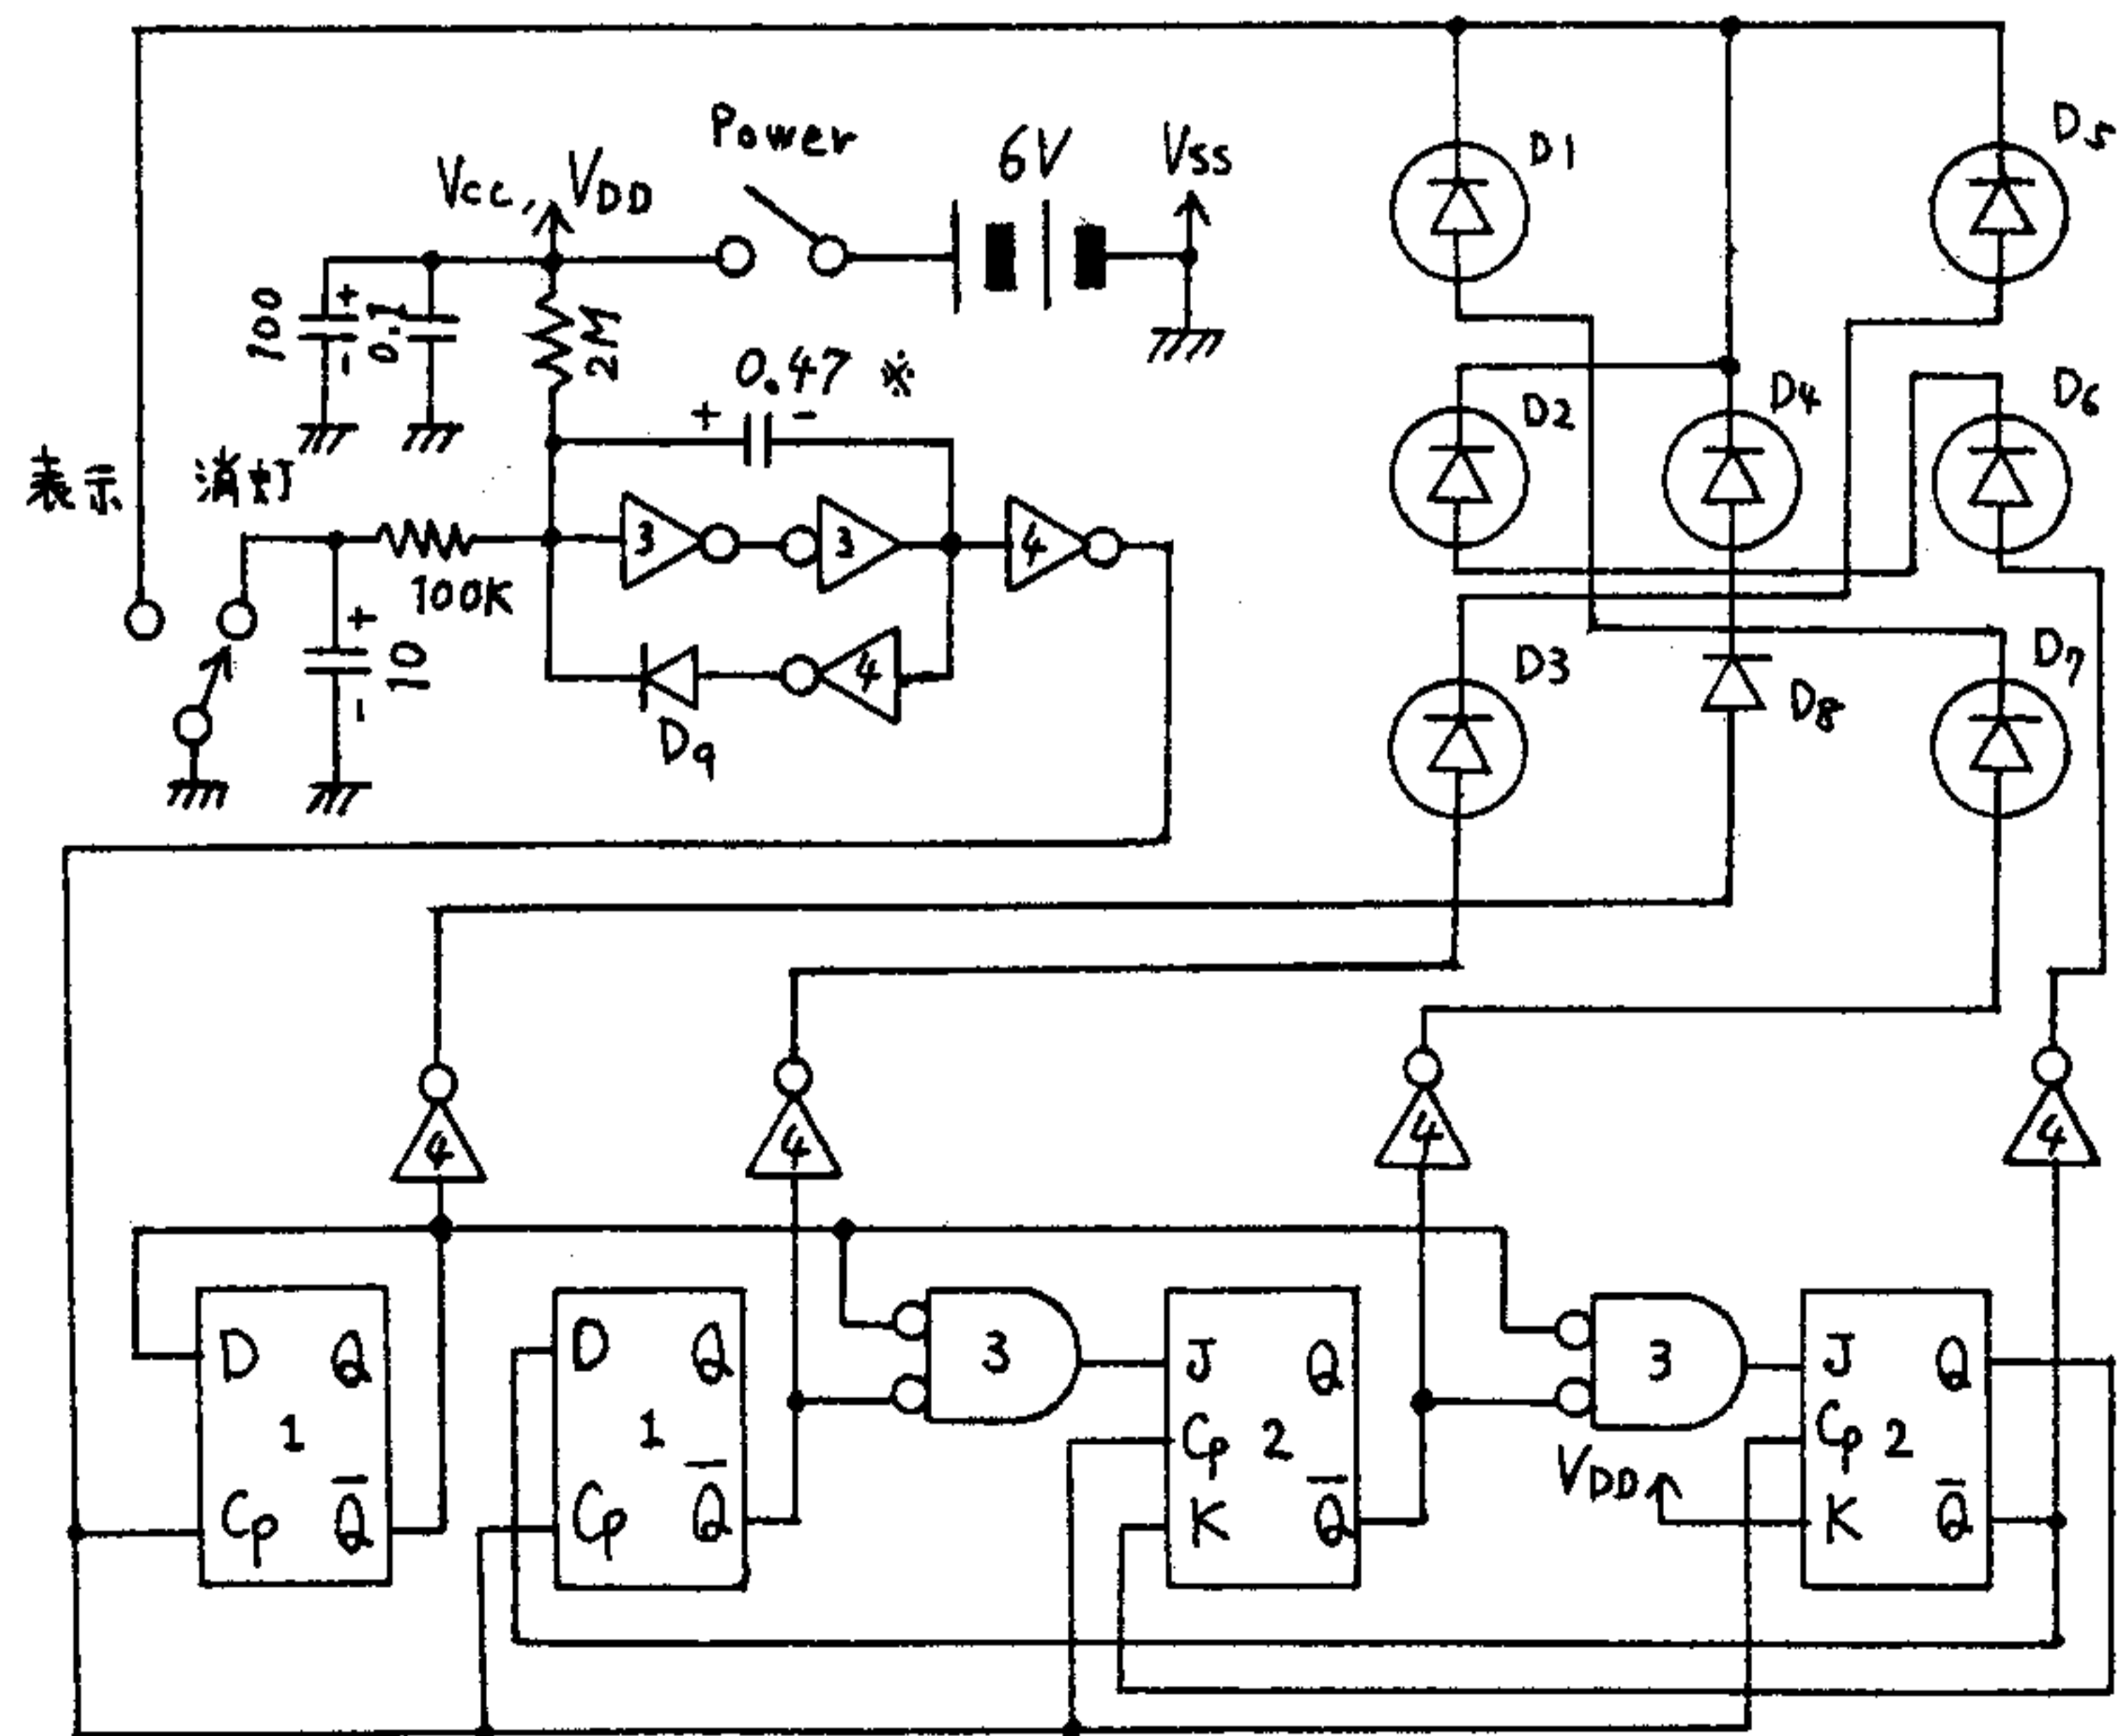 Power
6V
Vss
Vcc, VDD
D1
D5
100
+
-
0.1
2M
0.47 ※
+ -
D2
D4
D6
表示
消灯
3
3
4
100K
+
10
-
4
D9
D3
D8
D7
4
4
4
4
D Q
1
Cp Q̅
D Q
1
Cp Q̅
3
J Q
Cp 2
K Q̅
3
VDD
J Q
Cp 2
K Q̅